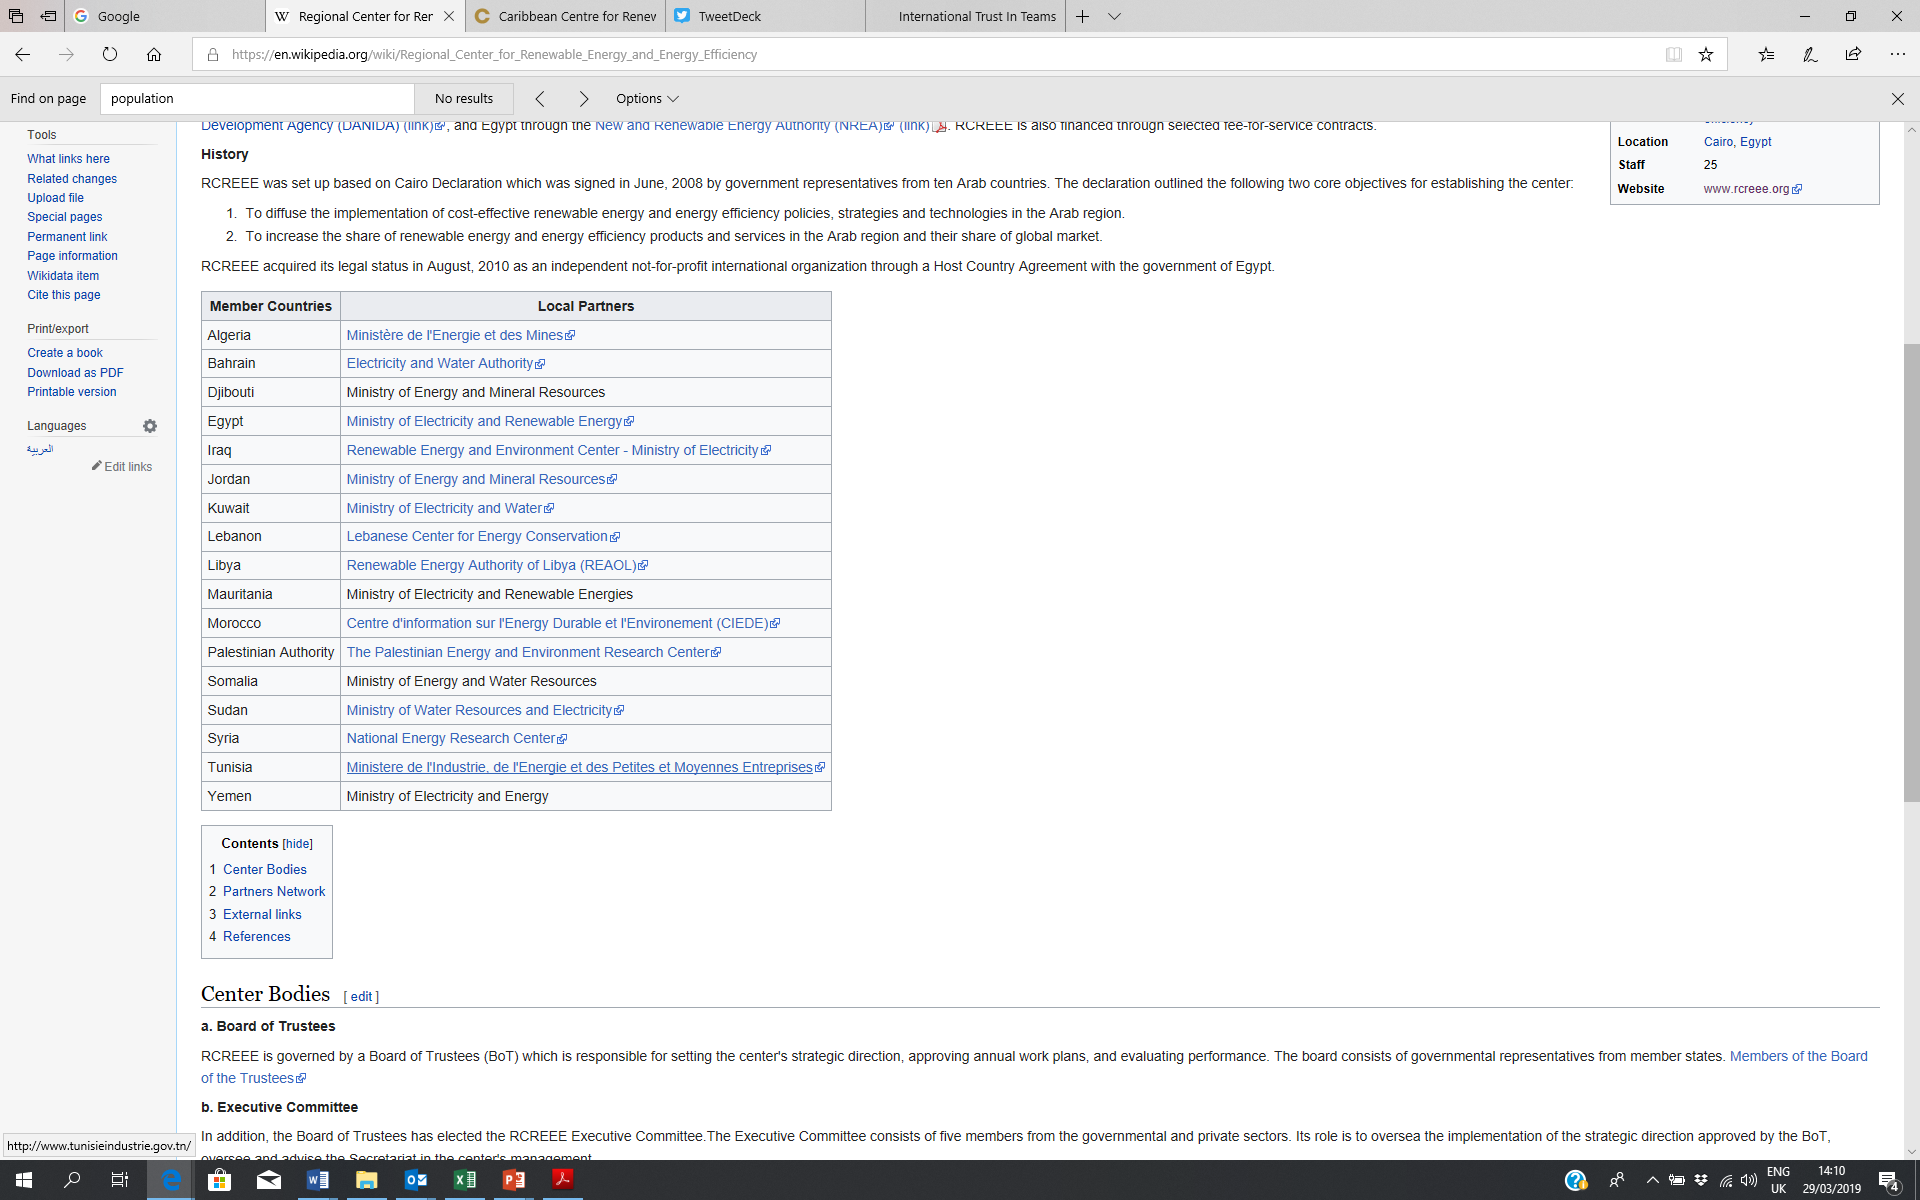 Google
Regional Center for Ren
Caribbean Centre for Renev
TweetDeck
International Trust In Teams
https://en.wikipedia.org/wiki/Regional_Center_for_Renewable_Energy_and_Energy_Efficiency
Find on page
population
No results
Options
Tools
What links here
Related changes
Upload file
Special pages
Permanent link
Page information
Wikidata item
Cite this page
Print/export
Create a book
Download as PDF
Printable version
Languages
العربية
Edit links
Development Agency (DANIDA) (link), and Egypt through the New and Renewable Energy Authority (NREA) (link). RCREEE is also financed through selected fee-for-service contracts.
efficiency
Location Cairo, Egypt
Staff 25
Website www.rcreee.org
History
RCREEE was set up based on Cairo Declaration which was signed in June, 2008 by government representatives from ten Arab countries. The declaration outlined the following two core objectives for establishing the center:
1. To diffuse the implementation of cost-effective renewable energy and energy efficiency policies, strategies and technologies in the Arab region.
2. To increase the share of renewable energy and energy efficiency products and services in the Arab region and their share of global market.
RCREEE acquired its legal status in August, 2010 as an independent not-for-profit international organization through a Host Country Agreement with the government of Egypt.
Member Countries Local Partners
Algeria Ministère de l'Energie et des Mines
Bahrain Electricity and Water Authority
Djibouti Ministry of Energy and Mineral Resources
Egypt Ministry of Electricity and Renewable Energy
Iraq Renewable Energy and Environment Center - Ministry of Electricity
Jordan Ministry of Energy and Mineral Resources
Kuwait Ministry of Electricity and Water
Lebanon Lebanese Center for Energy Conservation
Libya Renewable Energy Authority of Libya (REAOL)
Mauritania Ministry of Electricity and Renewable Energies
Morocco Centre d'information sur l'Energy Durable et l'Environement (CIEDE)
Palestinian Authority The Palestinian Energy and Environment Research Center
Somalia Ministry of Energy and Water Resources
Sudan Ministry of Water Resources and Electricity
Syria National Energy Research Center
Tunisia Ministere de l'Industrie, de l'Energie et des Petites et Moyennes Entreprises
Yemen Ministry of Electricity and Energy
Contents [hide]
1 Center Bodies
2 Partners Network
3 External links
4 References
Center Bodies [ edit ]
a. Board of Trustees
RCREEE is governed by a Board of Trustees (BoT) which is responsible for setting the center's strategic direction, approving annual work plans, and evaluating performance. The board consists of governmental representatives from member states. Members of the Board
of the Trustees
b. Executive Committee
In addition, the Board of Trustees has elected the RCREEE Executive Committee.The Executive Committee consists of five members from the governmental and private sectors. Its role is to oversea the implementation of the strategic direction approved by the BoT,
oversee and advise the Secretariat in the center's management.
http://www.tunisieindustrie.gov.tn/
ENG
UK
14:10
29/03/2019
4